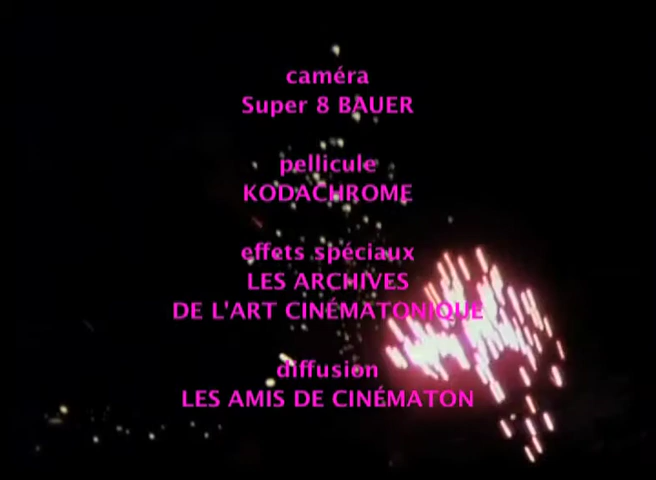 caméra
Super 8 BAUER
pellicule
KODACHROME
effets spéciaux
LES ARCHIVES
DE L'ART CINÉMATONIQUE
diffusion
LES AMIS DE CINÉMATON